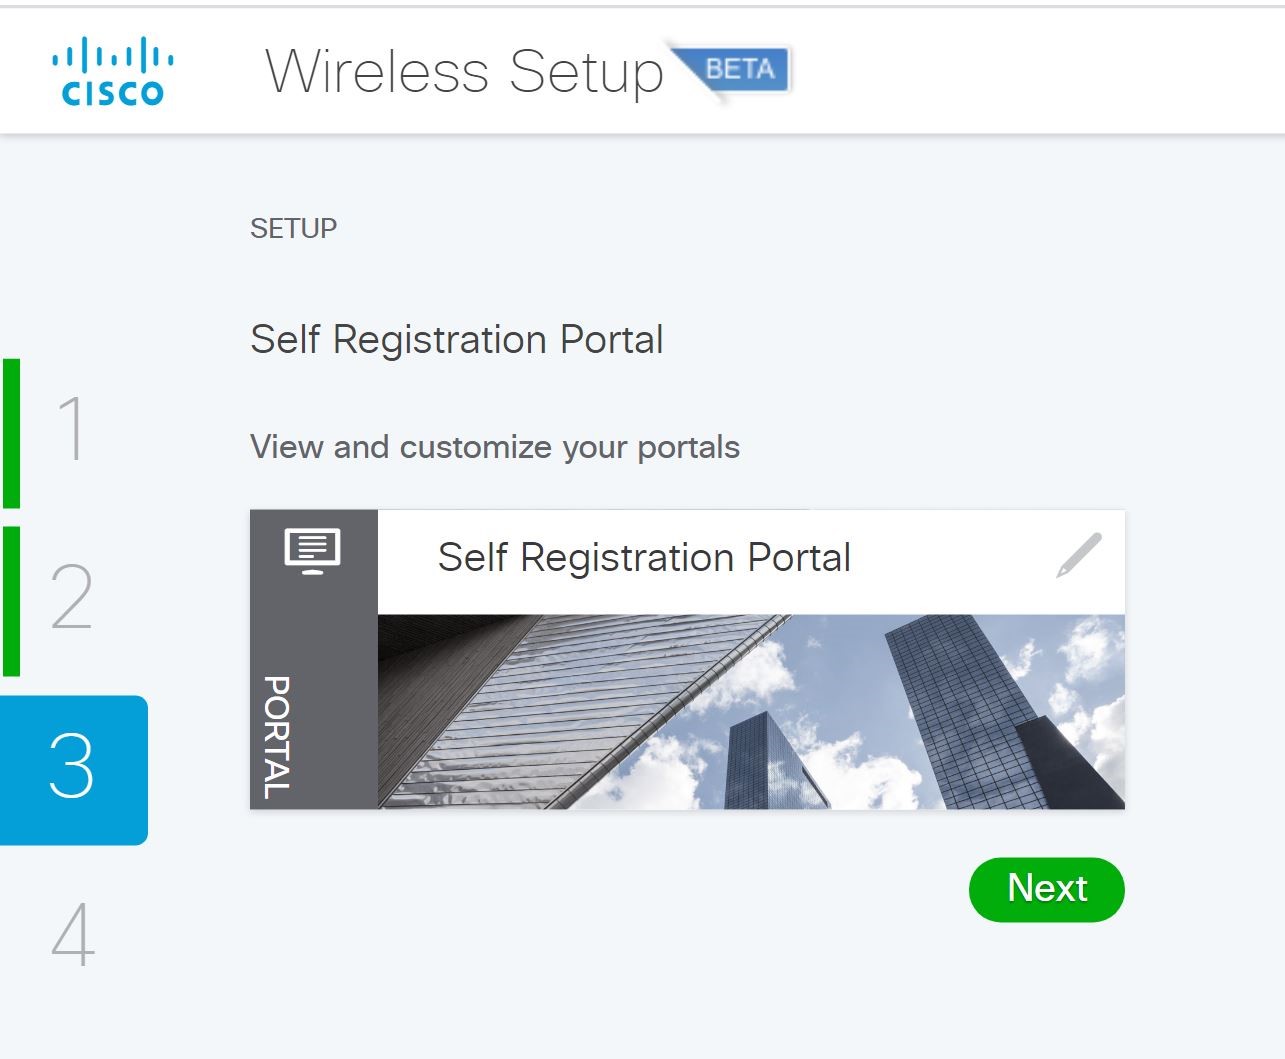 CISCO
Wireless Setup
BETA
SETUP
Self Registration Portal
View and customize your portals
1
2
3
4
PORTAL
Self Registration Portal
Next